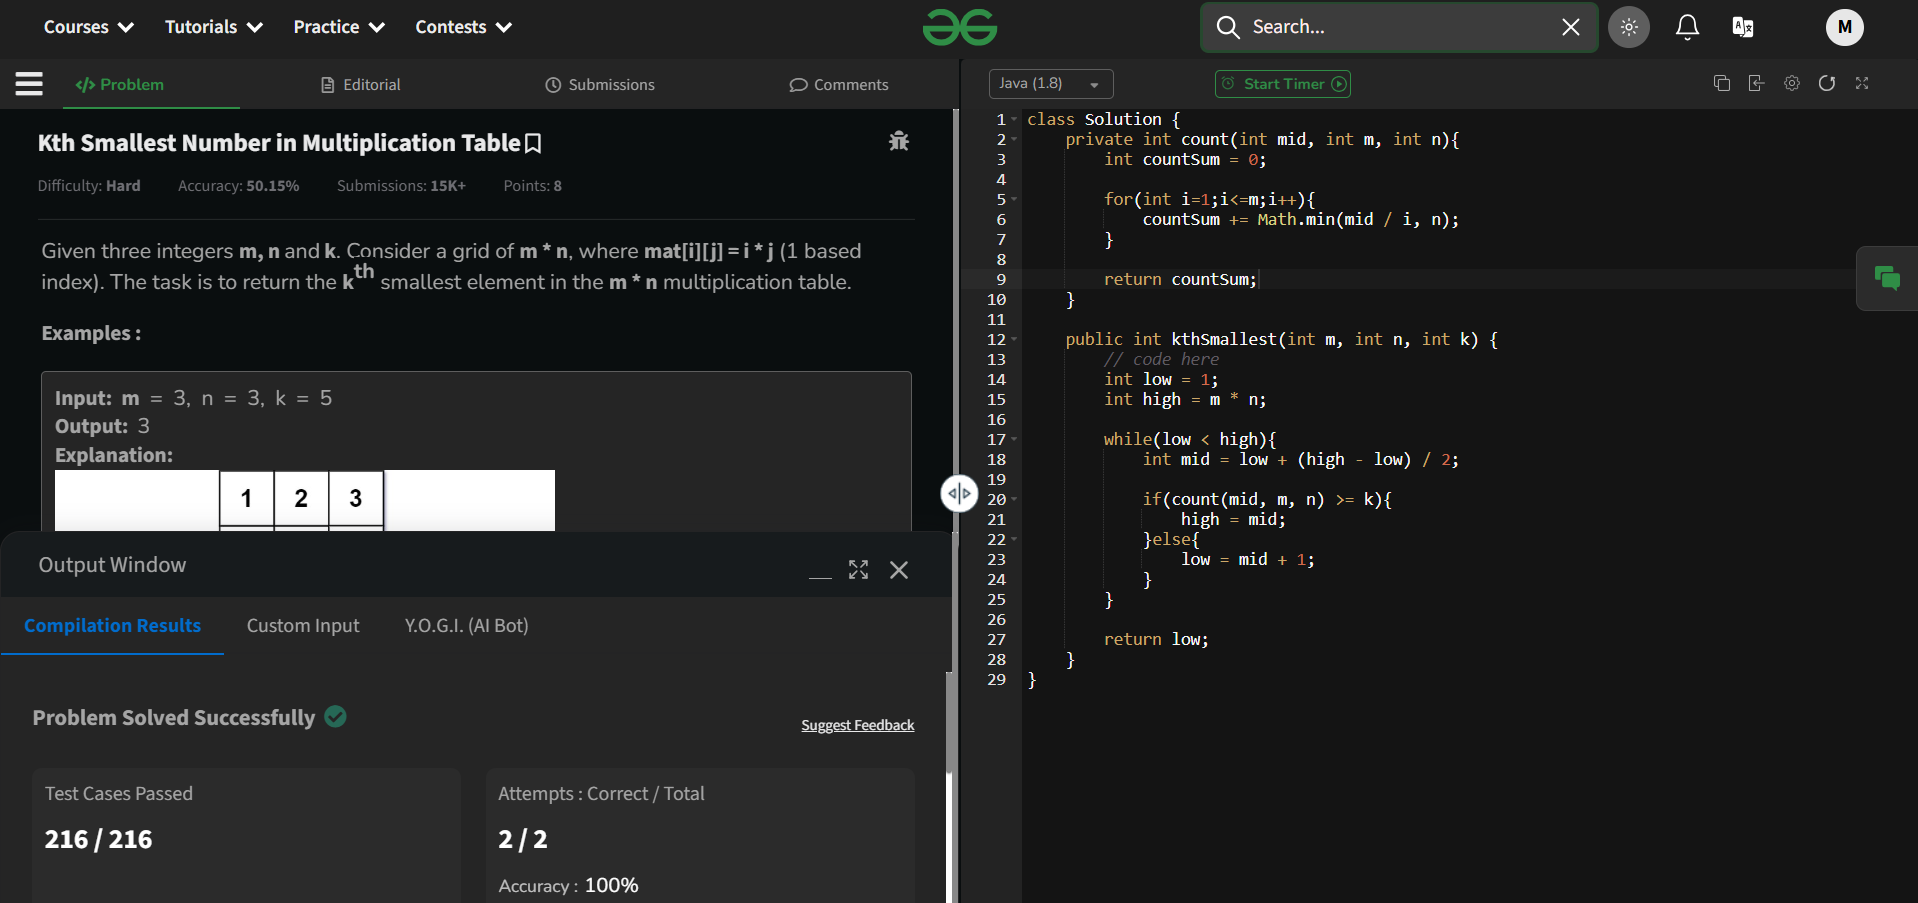 Courses Tutorials Practice Contests Search... M
Problem Editorial Submissions Comments
Kth Smallest Number in Multiplication Table
Difficulty: Hard Accuracy: 50.15% Submissions: 15K+ Points: 8
Given three integers m, n and k. Consider a grid of m * n, where mat[i][j] = i * j (1 based
index). The task is to return the kth smallest element in the m * n multiplication table.
Examples :
Input: m = 3, n = 3, k = 5
Output: 3
Explanation:
1 2 3
Output Window
Compilation Results Custom Input Y.O.G.I. (AI Bot)
Problem Solved Successfully
Suggest Feedback
Test Cases Passed
216 / 216
Attempts : Correct / Total
2 / 2
Accuracy : 100%
Java (1.8) Start Timer
1 class Solution {
2 private int count(int mid, int m, int n){
3 int countSum = 0;
4
5 for(int i=1;i<=m;i++){
6 countSum += Math.min(mid / i, n);
7 }
8
9 return countSum;
10 }
11
12 public int kthSmallest(int m, int n, int k) {
13 // code here
14 int low = 1;
15 int high = m * n;
16
17 while(low < high){
18 int mid = low + (high - low) / 2;
19
20 if(count(mid, m, n) >= k){
21 high = mid;
22 }else{
23 low = mid + 1;
24 }
25 }
26
27 return low;
28 }
29 }